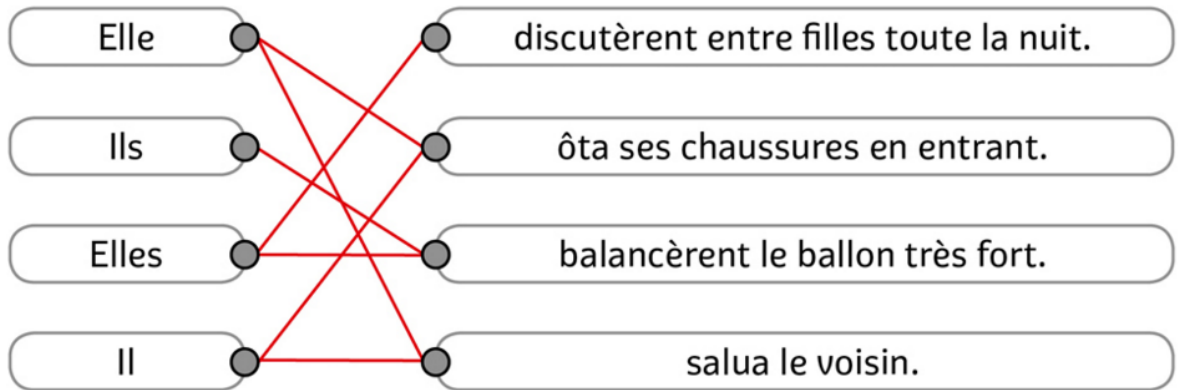 Elle
discutèrent entre filles toute la nuit.
Ils
ôta ses chaussures en entrant.
Elles
balancèrent le ballon très fort.
Il
salua le voisin.